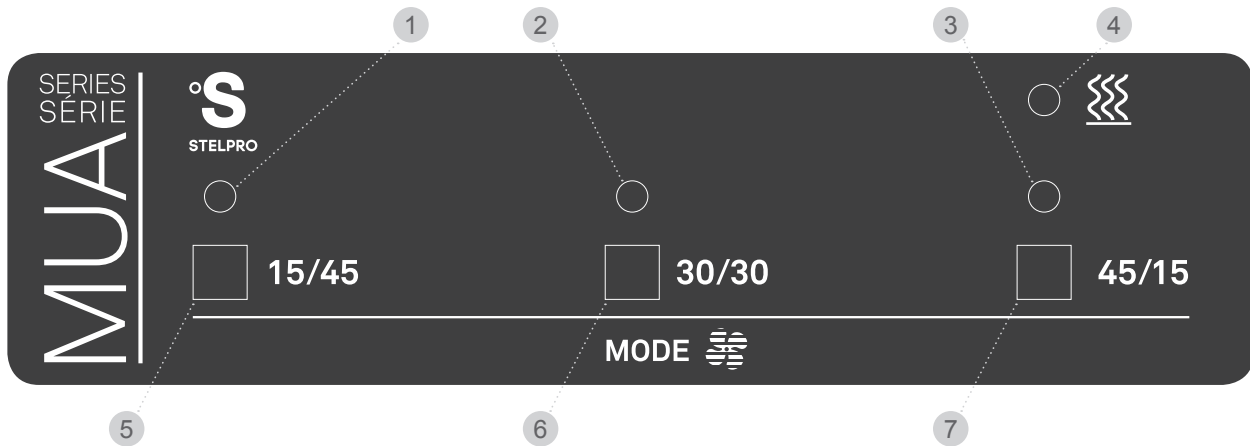 1
2
3
4
SERIES
SÉRIE
MUA
°S
STELPRO
15/45
30/30
45/15
MODE
5
6
7